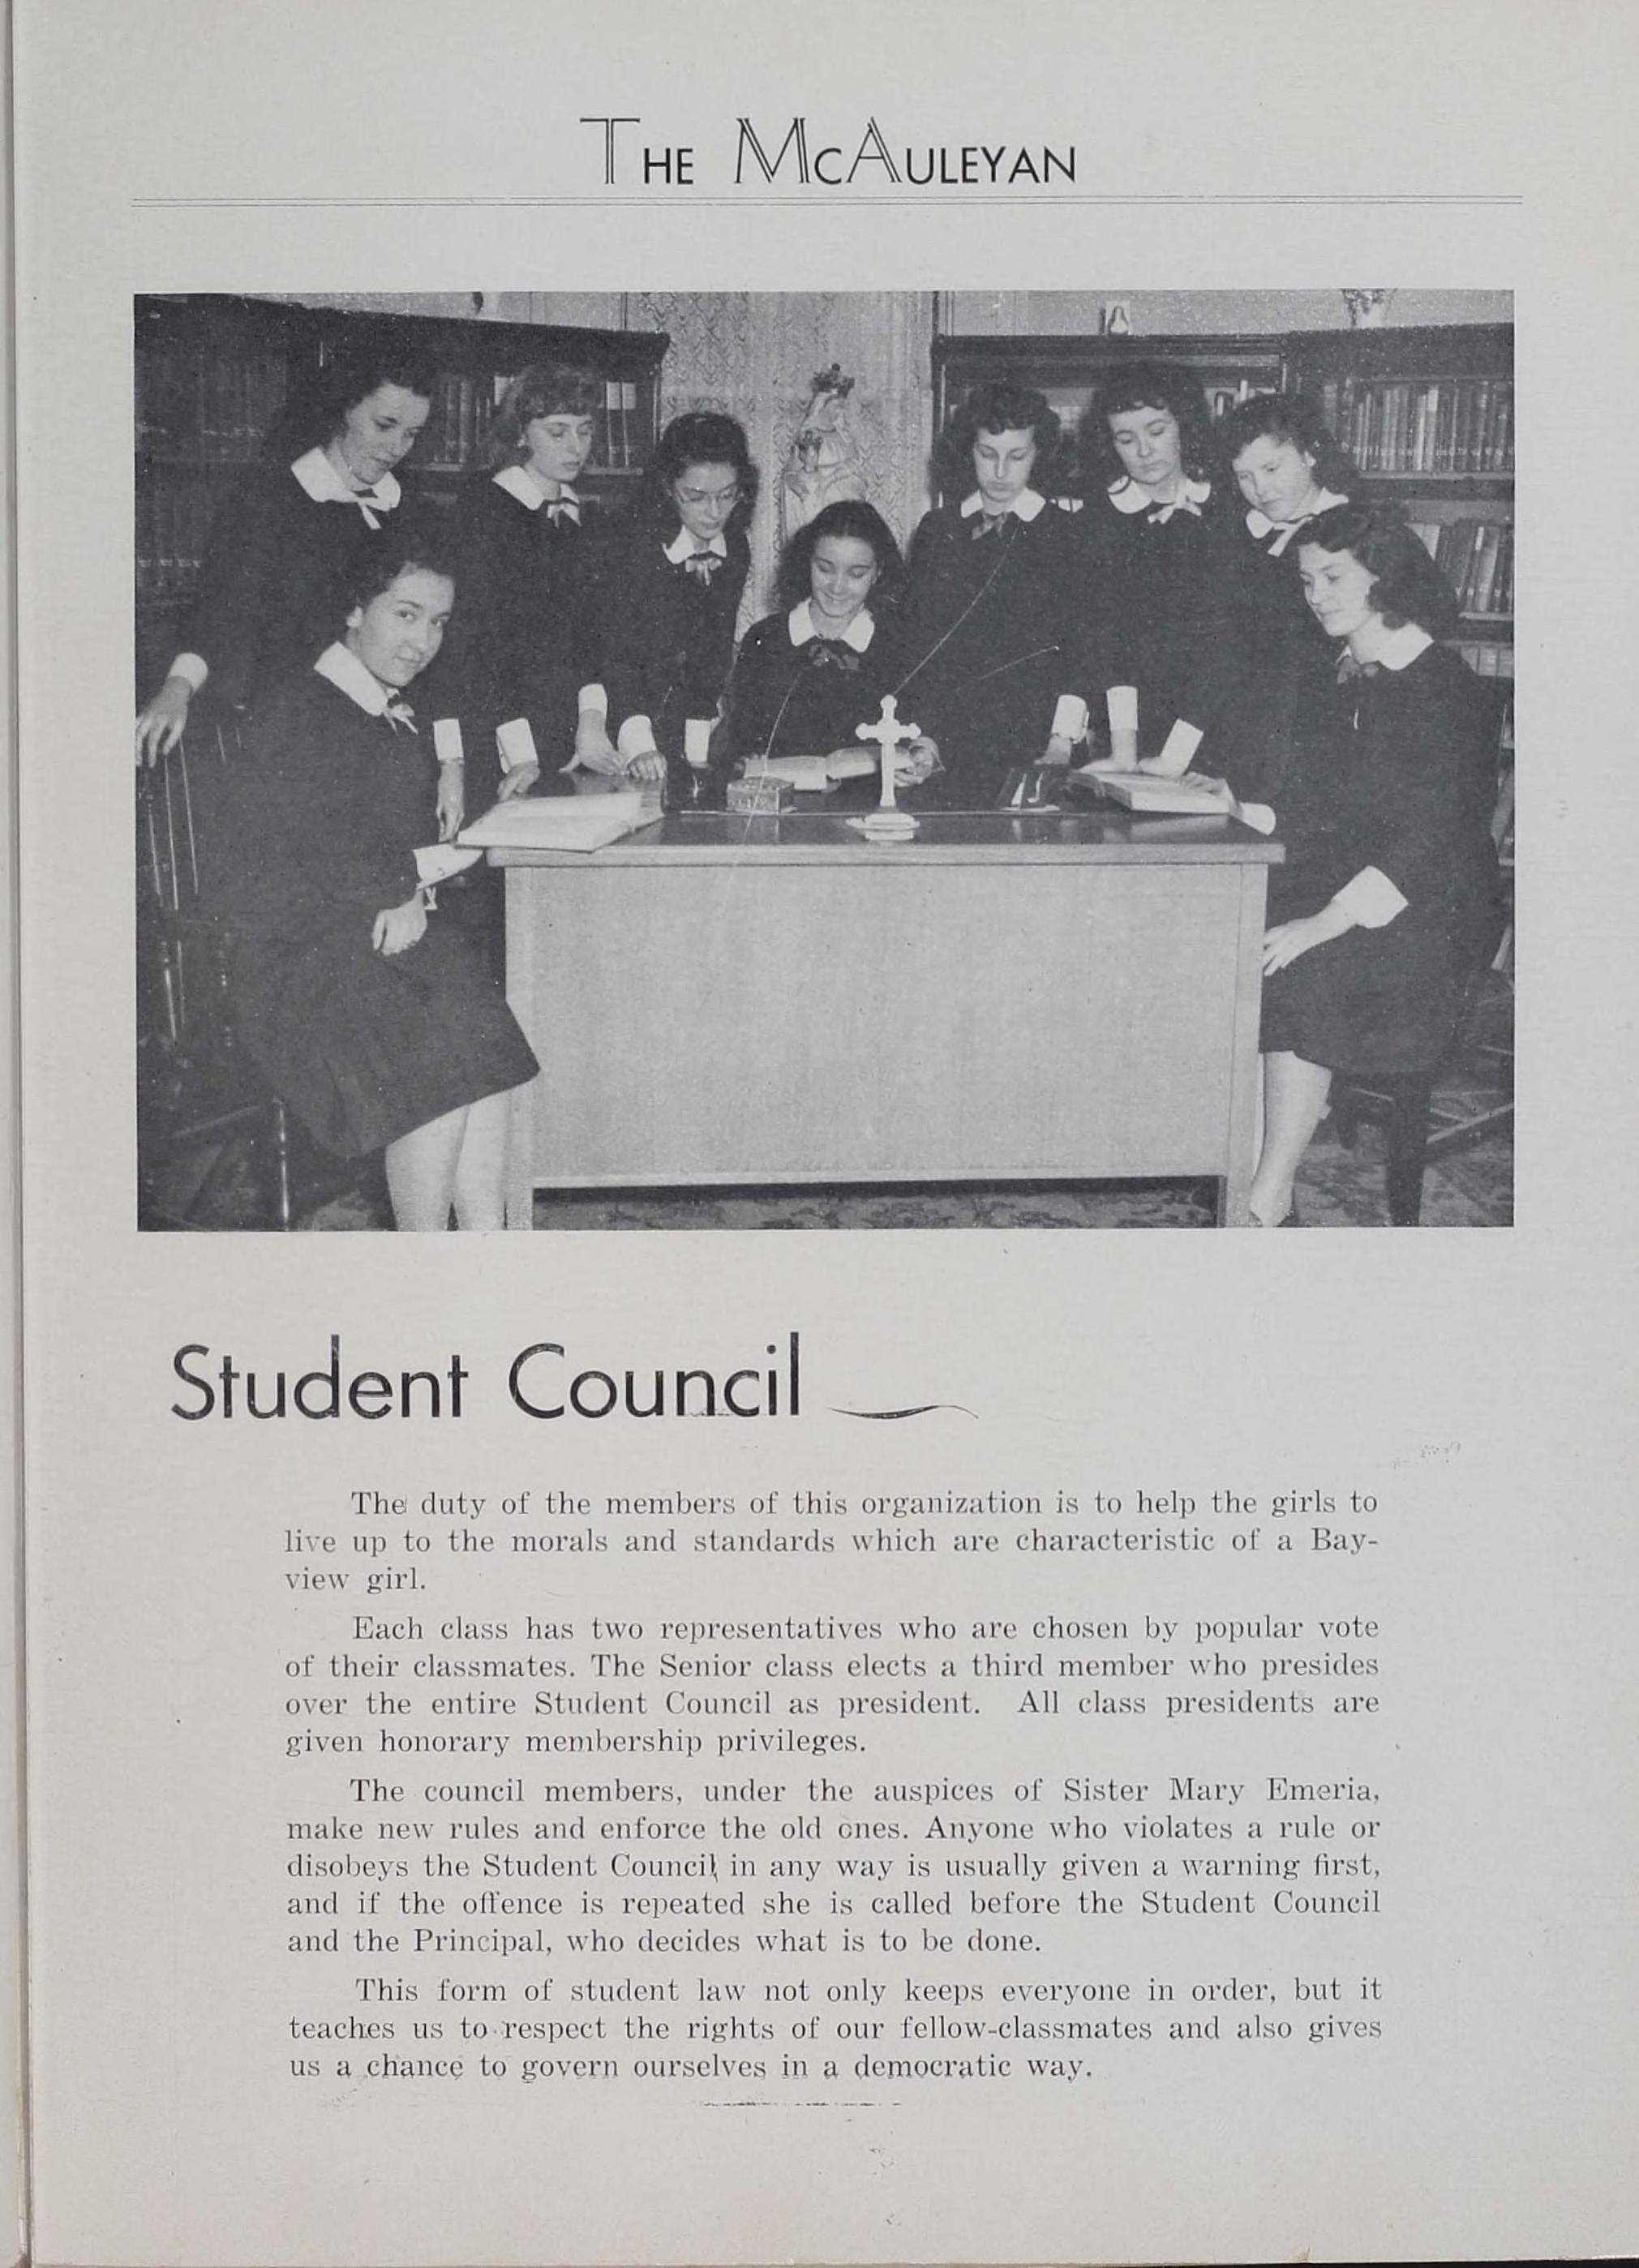 THE MCAULEYAN
Student Council
The duty of the members of this organization is to help the girls to
live up to the morals and standards which are characteristic of a Bay-
view girl.
Each class has two representatives who are chosen by popular vote
of their classmates. The Senior class elects a third member who presides
over the entire Student Council as president. All class presidents are
given honorary membership privileges.
The council members, under the auspices of Sister Mary Emeria,
make new rules and enforce the old ones. Anyone who violates a rule or
disobeys the Student Council in any way is usually given a warning first,
and if the offence is repeated she is called before the Student Council
and the Principal, who decides what is to be done.
This form of student law not only keeps everyone in order, but it
teaches us to respect the rights of our fellow-classmates and also gives
us a chance to govern ourselves in a democratic way.